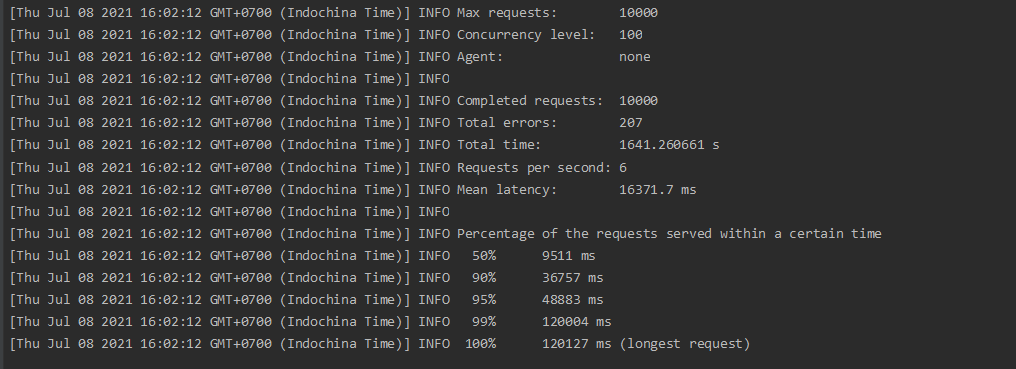 [Thu Jul 08 2021 16:02:12 GMT+0700 (Indochina Time)] INFO Max requests:        10000
[Thu Jul 08 2021 16:02:12 GMT+0700 (Indochina Time)] INFO Concurrency level:   100
[Thu Jul 08 2021 16:02:12 GMT+0700 (Indochina Time)] INFO Agent:               none
[Thu Jul 08 2021 16:02:12 GMT+0700 (Indochina Time)] INFO
[Thu Jul 08 2021 16:02:12 GMT+0700 (Indochina Time)] INFO Completed requests:  10000
[Thu Jul 08 2021 16:02:12 GMT+0700 (Indochina Time)] INFO Total errors:        207
[Thu Jul 08 2021 16:02:12 GMT+0700 (Indochina Time)] INFO Total time:          1641.260661 s
[Thu Jul 08 2021 16:02:12 GMT+0700 (Indochina Time)] INFO Requests per second: 6
[Thu Jul 08 2021 16:02:12 GMT+0700 (Indochina Time)] INFO Mean latency:        16371.7 ms
[Thu Jul 08 2021 16:02:12 GMT+0700 (Indochina Time)] INFO
[Thu Jul 08 2021 16:02:12 GMT+0700 (Indochina Time)] INFO Percentage of the requests served within a certain time
[Thu Jul 08 2021 16:02:12 GMT+0700 (Indochina Time)] INFO   50%      9511 ms
[Thu Jul 08 2021 16:02:12 GMT+0700 (Indochina Time)] INFO   90%      36757 ms
[Thu Jul 08 2021 16:02:12 GMT+0700 (Indochina Time)] INFO   95%      48883 ms
[Thu Jul 08 2021 16:02:12 GMT+0700 (Indochina Time)] INFO   99%      120004 ms
[Thu Jul 08 2021 16:02:12 GMT+0700 (Indochina Time)] INFO  100%      120127 ms (longest request)